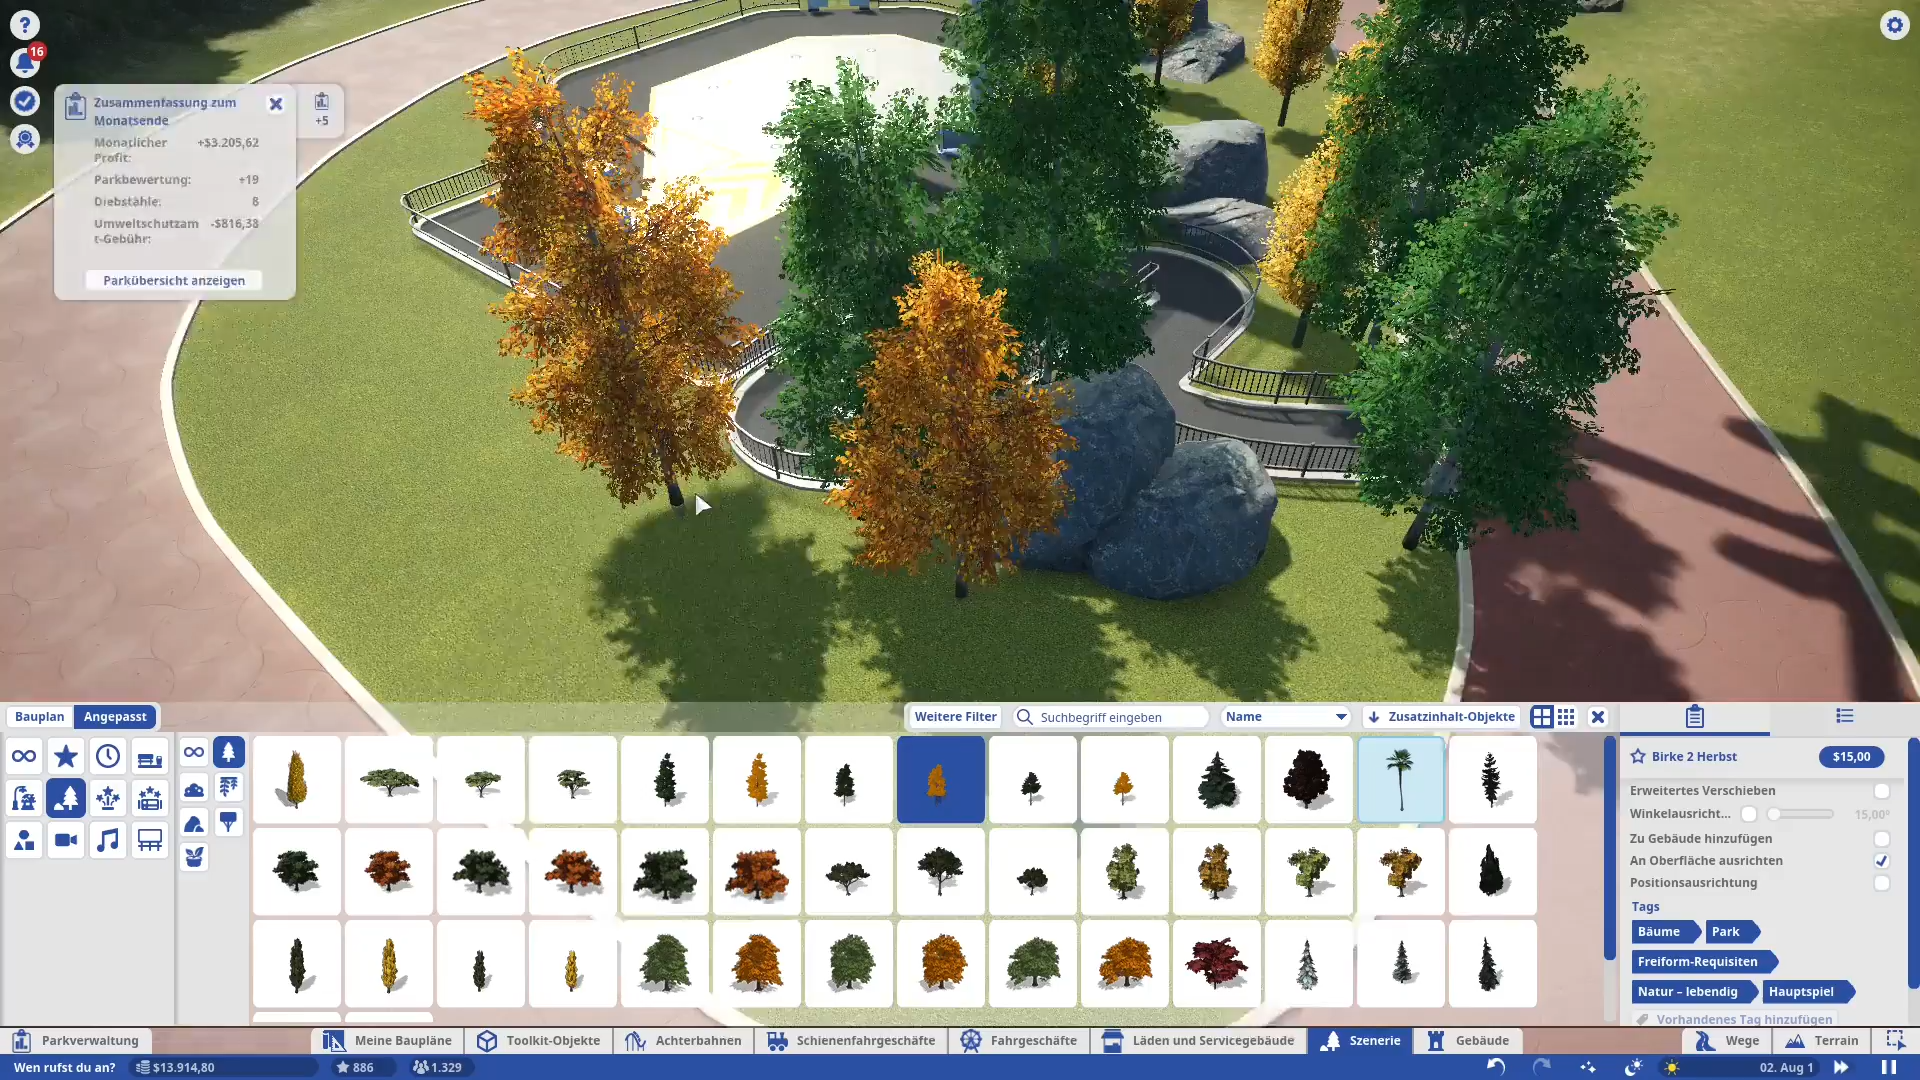 16
Zusammenfassung zum
Monatsende
+5
Monatlicher
Profit:
+$3.205,62
Parkbewertung:
+19
Diebstähle:
8
Umweltschutzam
t-Gebühr:
-$816,38
Parkübersicht anzeigen
Bauplan
Angepasst
Weitere Filter
Suchbegriff eingeben
Name
Zusatzinhalt-Objekte
Birke 2 Herbst
$15,00
Erweitertes Verschieben
Winkelausricht...
15,00°
Zu Gebäude hinzufügen
An Oberfläche ausrichten
Positionsausrichtung
Tags
Bäume
Park
Freiform-Requisiten
Natur – lebendig
Hauptspiel
Vorhandenes Tag hinzufügen
Parkverwaltung
Meine Baupläne
Toolkit-Objekte
Achterbahnen
Schienenfahrgeschäfte
Fahrgeschäfte
Läden und Servicegebäude
Szenerie
Gebäude
Wege
Terrain
Wen rufst du an?
$13.914,80
886
1.329
02. Aug 1